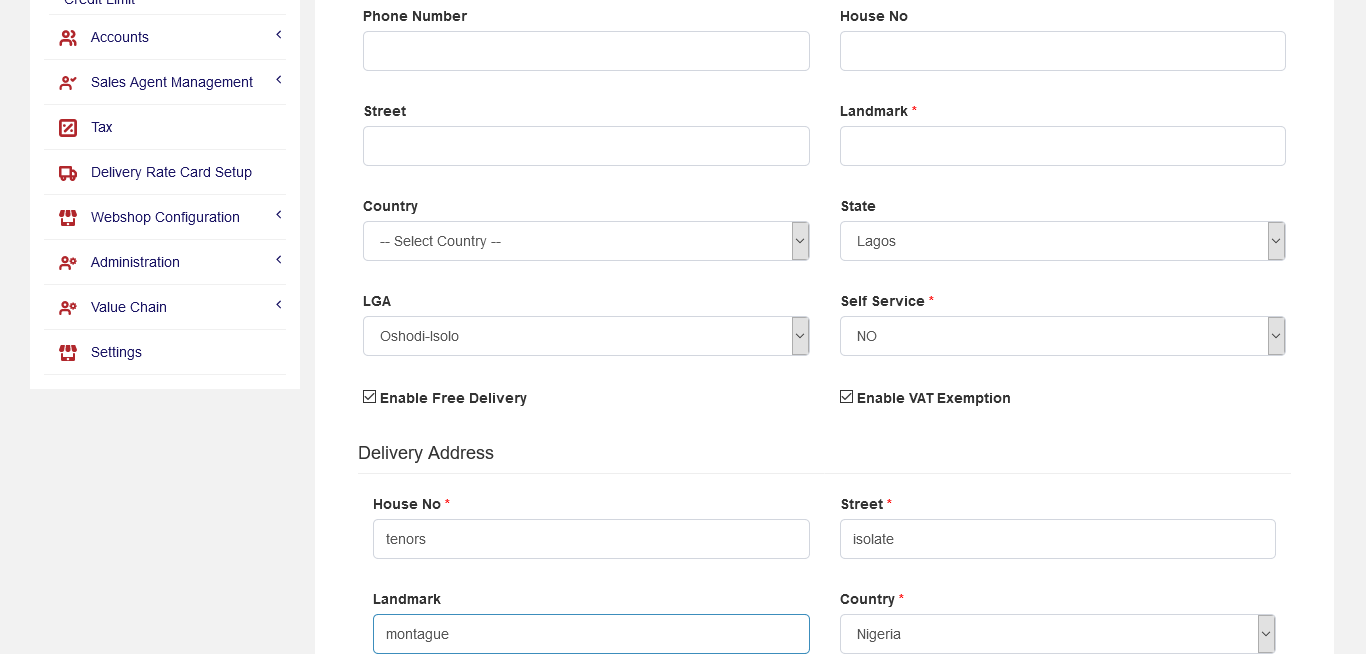 Credit Limit
Accounts
Sales Agent Management
Tax
Delivery Rate Card Setup
Webshop Configuration
Administration
Value Chain
Settings
Phone Number
House No
Street
Landmark *
Country
State
-- Select Country --
Lagos
LGA
Self Service *
Oshodi-Isolo
NO
Enable Free Delivery
Enable VAT Exemption
Delivery Address
House No *
Street *
tenors
isolate
Landmark
Country *
montague
Nigeria